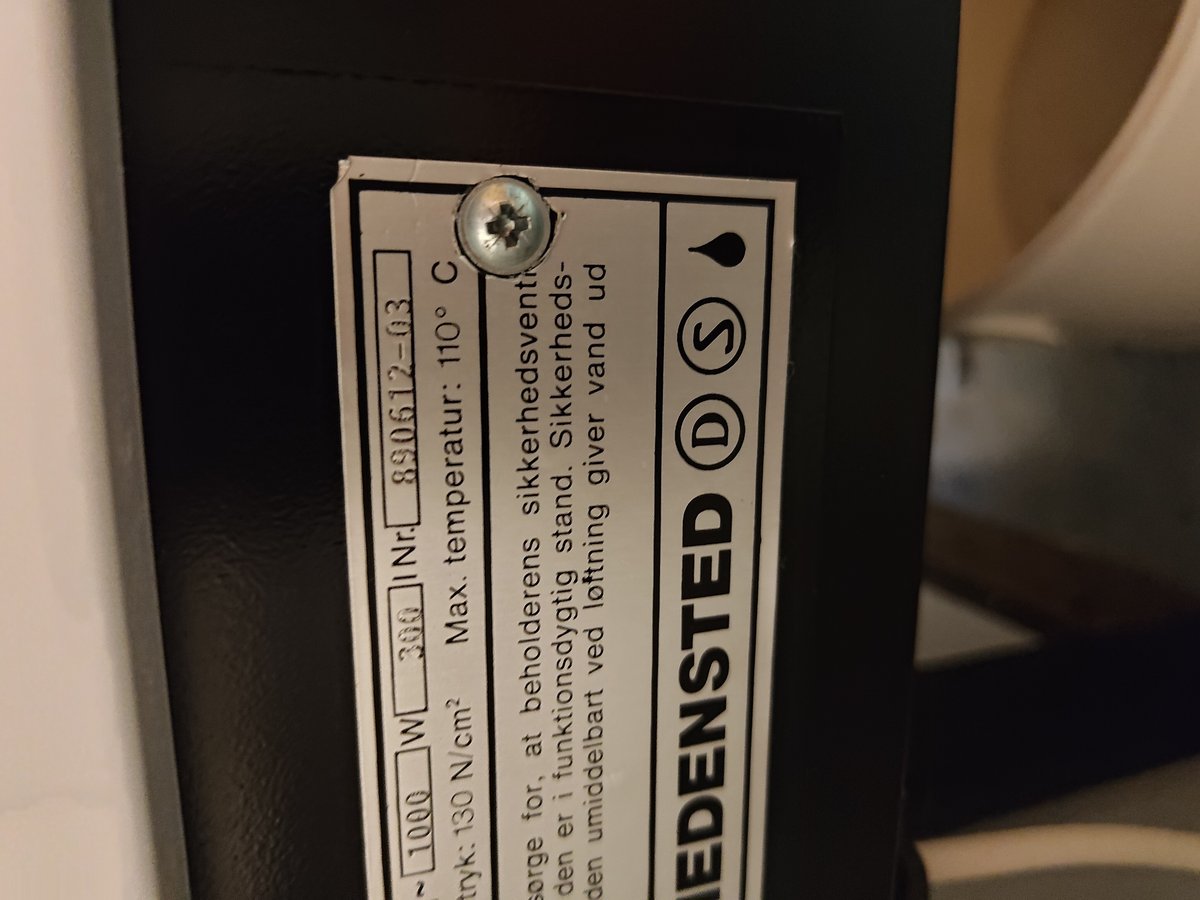 ~ 1000 W 300 l Nr. 890612-03
tryk: 130 N/cm² Max. temperatur: 110° C
sørge for, at beholderens sikkerhedsventi
den er i funktionsdygtig stand. Sikkerheds-
den umiddelbart ved løftning giver vand ud
IEDENSTED D S